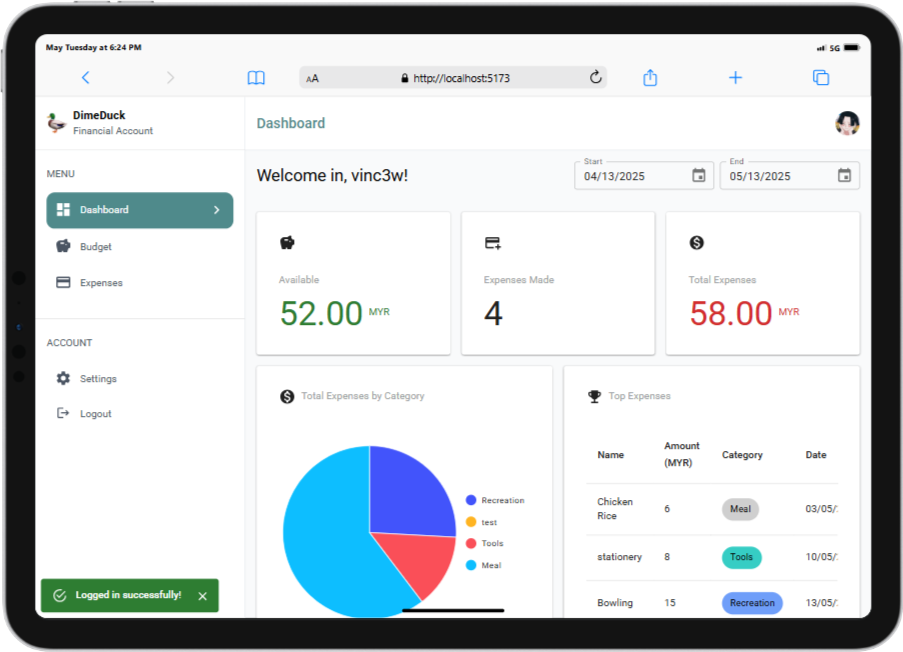 May Tuesday at 6:24 PM
5G
AA
http://localhost:5173
DimeDuck
Financial Account
Dashboard
MENU
Dashboard
Budget
Expenses
ACCOUNT
Settings
Logout
Logged in successfully!
Welcome in, vinc3w!
Start
04/13/2025
End
05/13/2025
Available
52.00 MYR
Expenses Made
4
Total Expenses
58.00 MYR
Total Expenses by Category
Recreation
test
Tools
Meal
Top Expenses
Name Amount (MYR) Category Date
Chicken Rice 6 Meal 03/05/
stationery 8 Tools 10/05/
Bowling 15 Recreation 13/05/